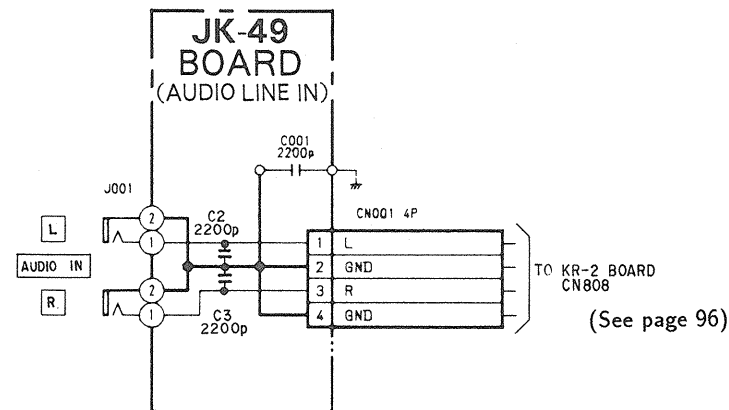 JK-49
BOARD
(AUDIO LINE IN)
C001
2200p
J001
CN001 4P
2
L
1
C2
2200p
1 L
AUDIO IN
2 GND
TO KR-2 BOARD
CN808
2
R
3 R
1
C3
2200p
4 GND
(See page 96)